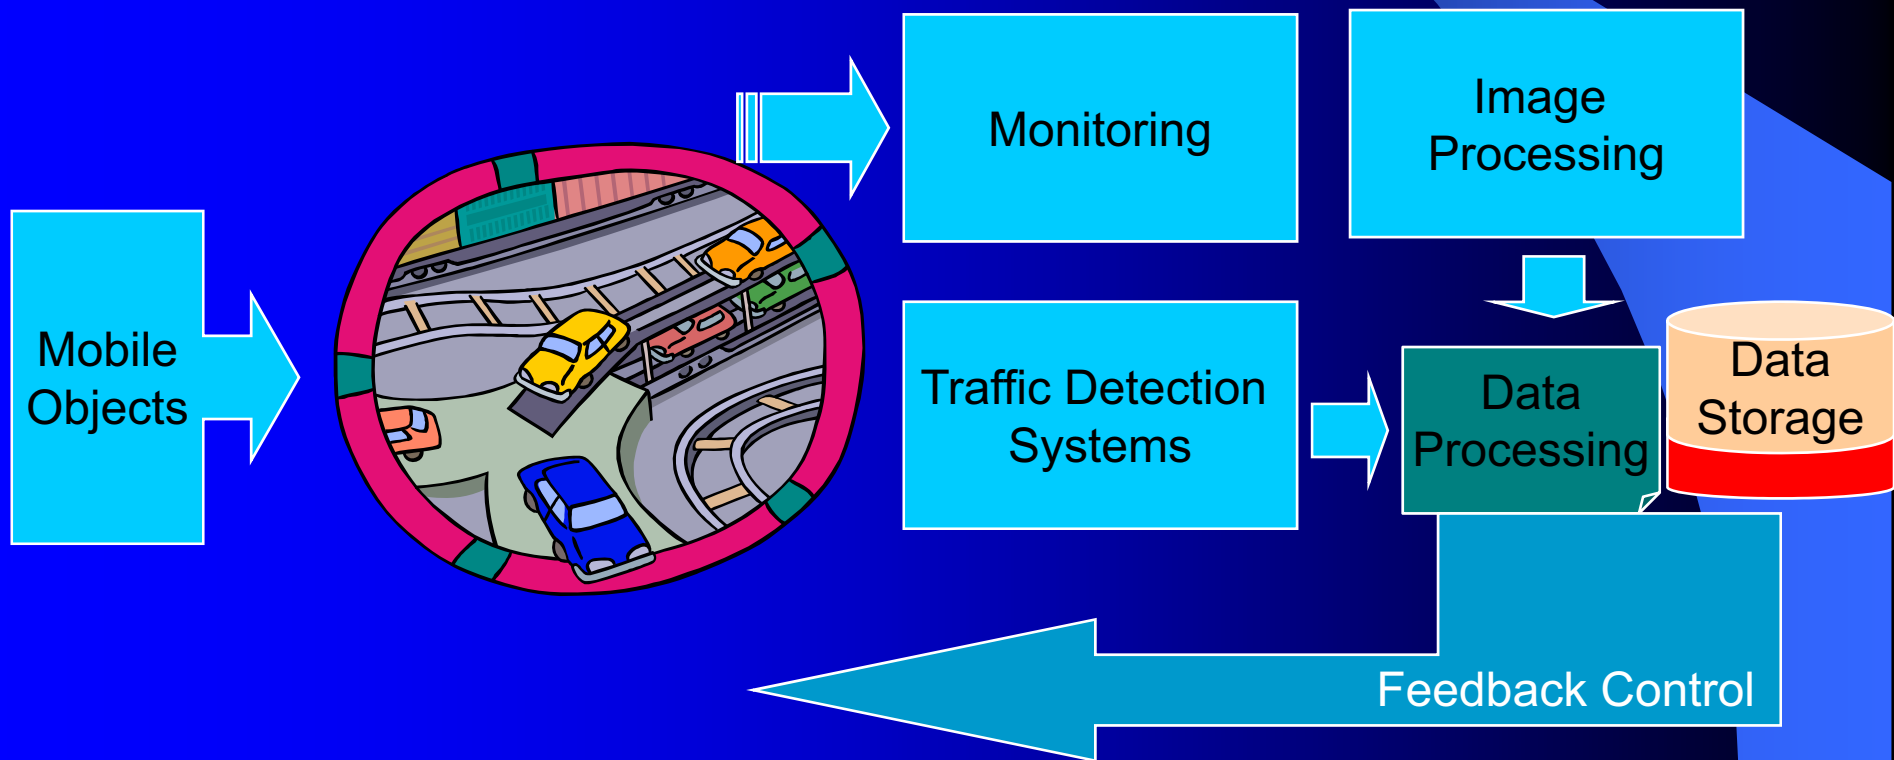 Mobile
Objects
Monitoring
Image
Processing
Traffic Detection
Systems
Data
Processing
Data
Storage
Feedback Control